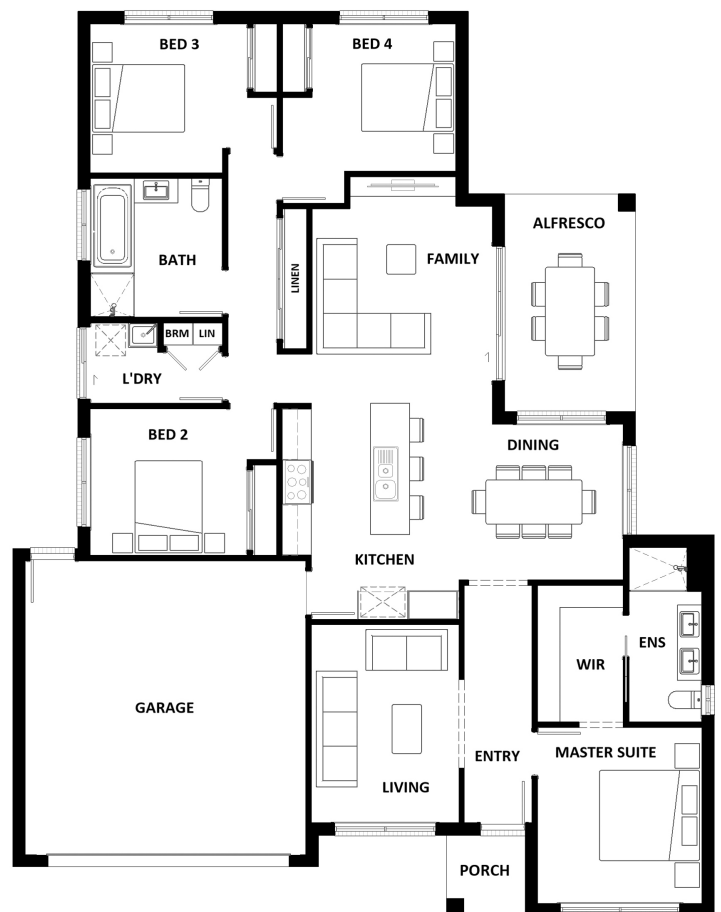 BED 3
BED 4
ALFRESCO
FAMILY
BATH
LINEN
BRM
LIN
L'DRY
BED 2
DINING
KITCHEN
ENS
WIR
GARAGE
ENTRY
MASTER SUITE
LIVING
PORCH